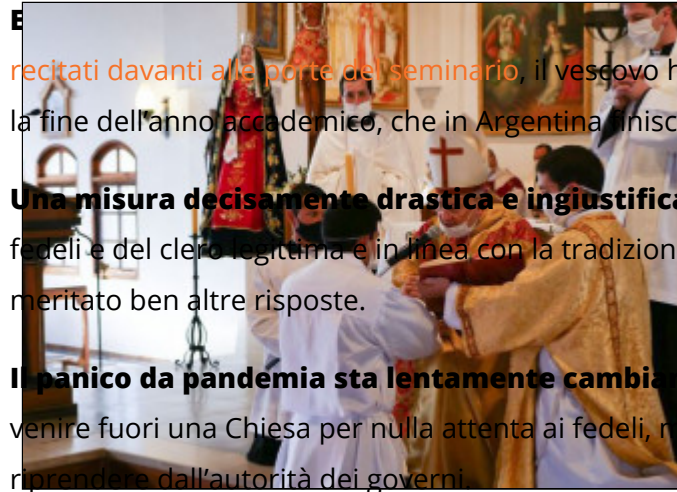 E
recitati davanti alle porte del seminario, il vescovo h
la fine dell'anno accademico, che in Argentina finisc
Una misura decisamente drastica e ingiustifica
fedeli e del clero legittima e in linea con la tradizion
meritato ben altre risposte.
Il panico da pandemia sta lentamente cambia
venire fuori una Chiesa per nulla attenta ai fedeli,
riprendere dall'autorità dei governi.